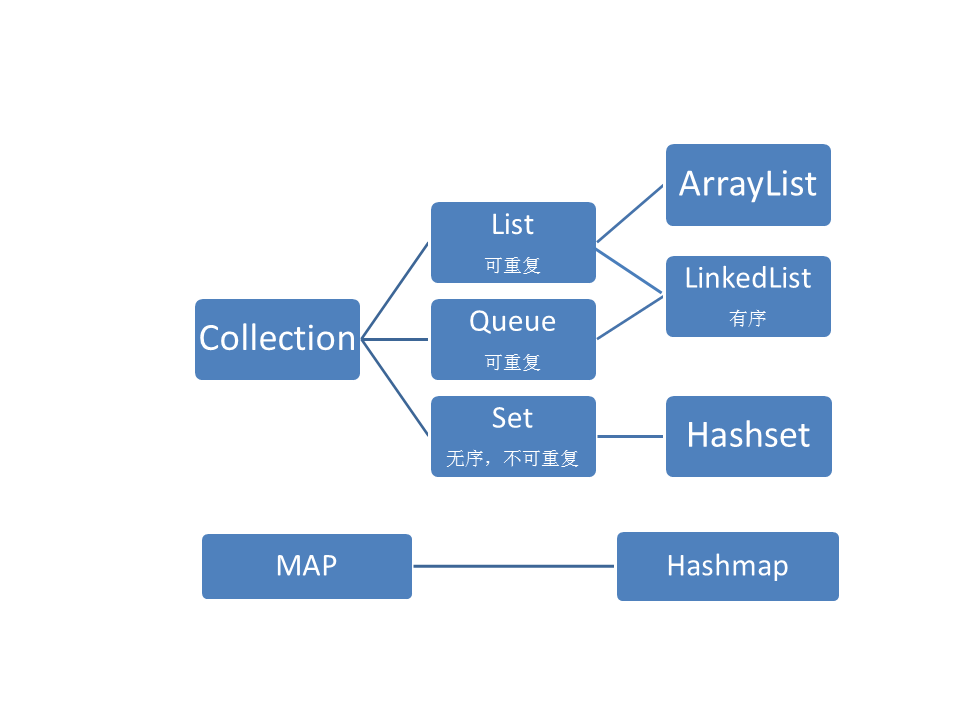 Collection
List
可重复
Queue
可重复
Set
无序，不可重复
ArrayList
LinkedList
有序
Hashset
MAP
Hashmap